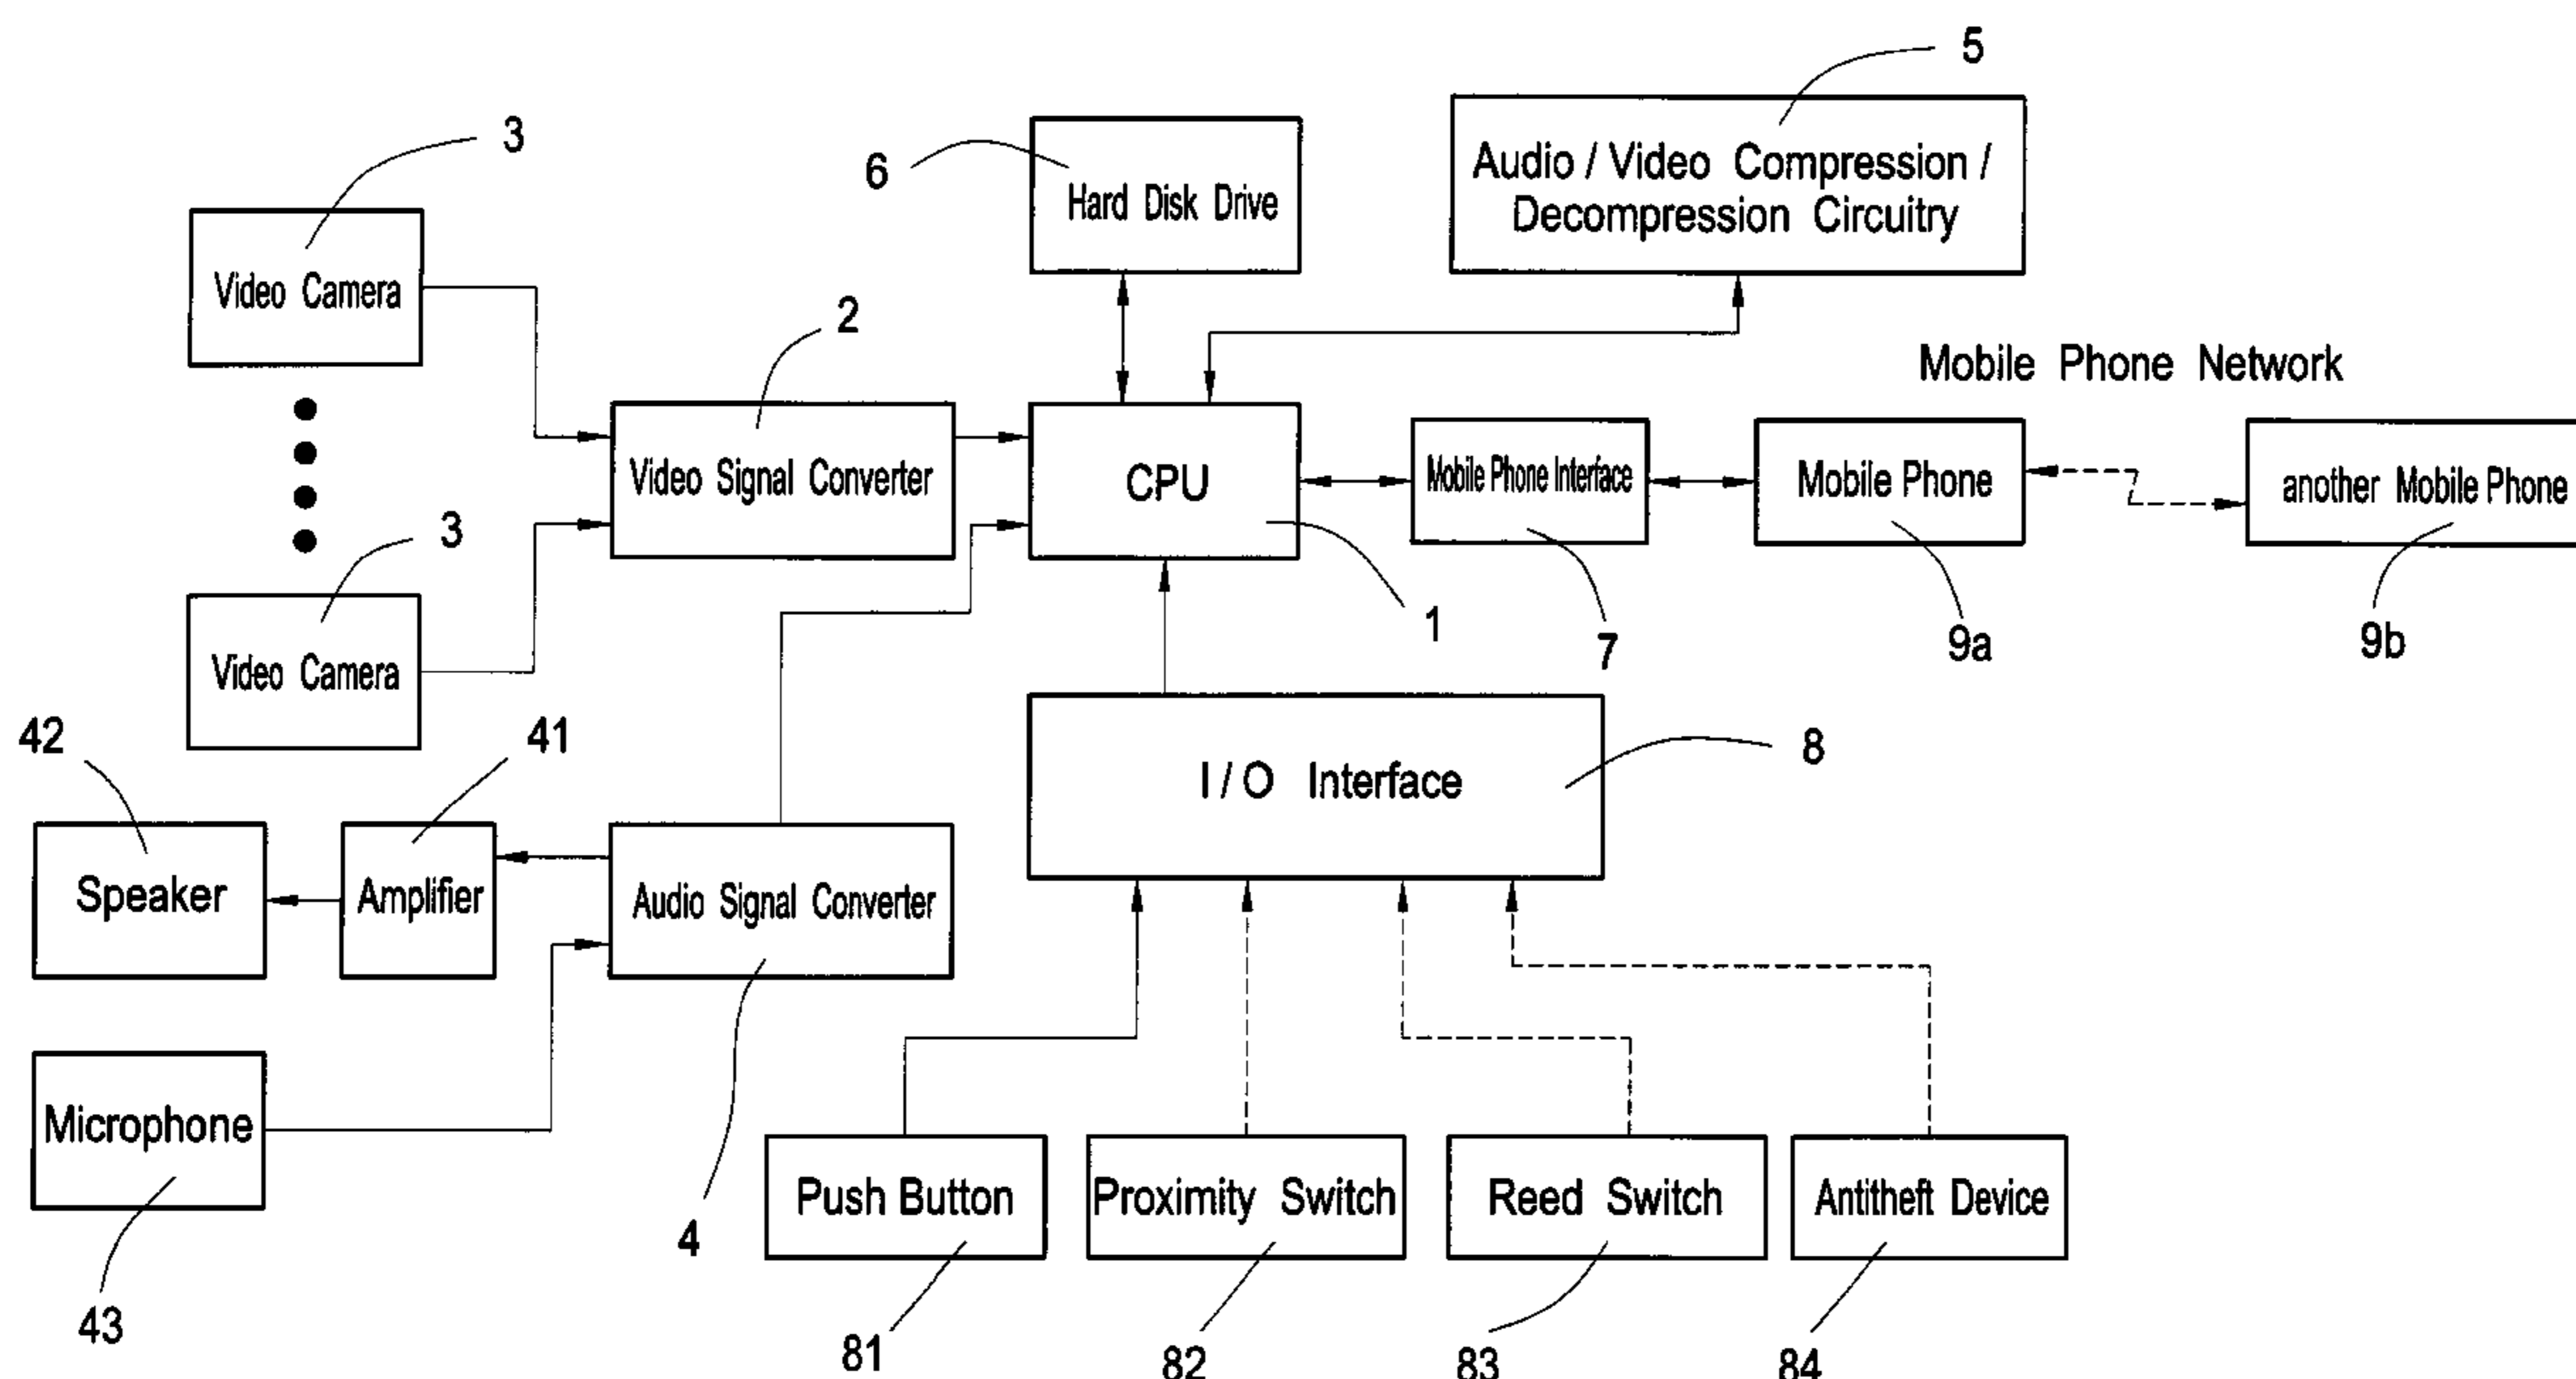 5
3
6
Hard Disk Drive
Audio / Video Compression /
Decompression Circuitry
Video Camera
2
Mobile Phone Network
Video Signal Converter
CPU
Mobile Phone Interface
Mobile Phone
another Mobile Phone
3
1
7
9a
9b
Video Camera
42
41
8
I / O Interface
Speaker
Amplifier
Audio Signal Converter
Microphone
4
Push Button
Proximity Switch
Reed Switch
Antitheft Device
43
81
82
83
84